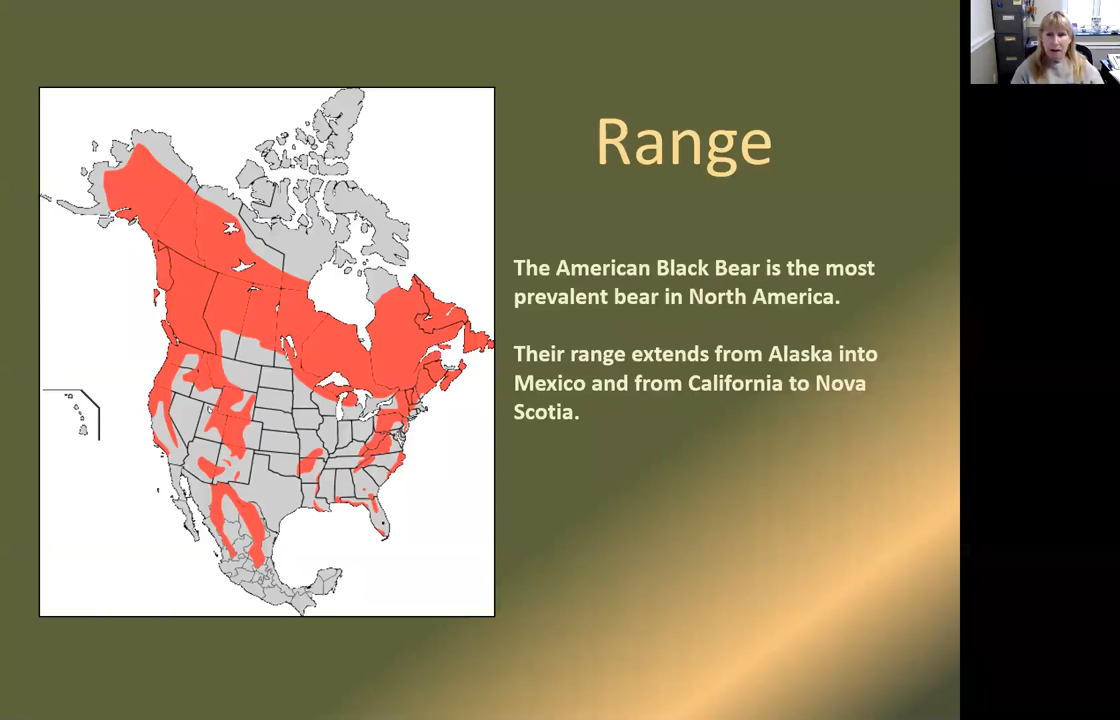 Range
The American Black Bear is the most
prevalent bear in North America.
Their range extends from Alaska into
Mexico and from California to Nova
Scotia.